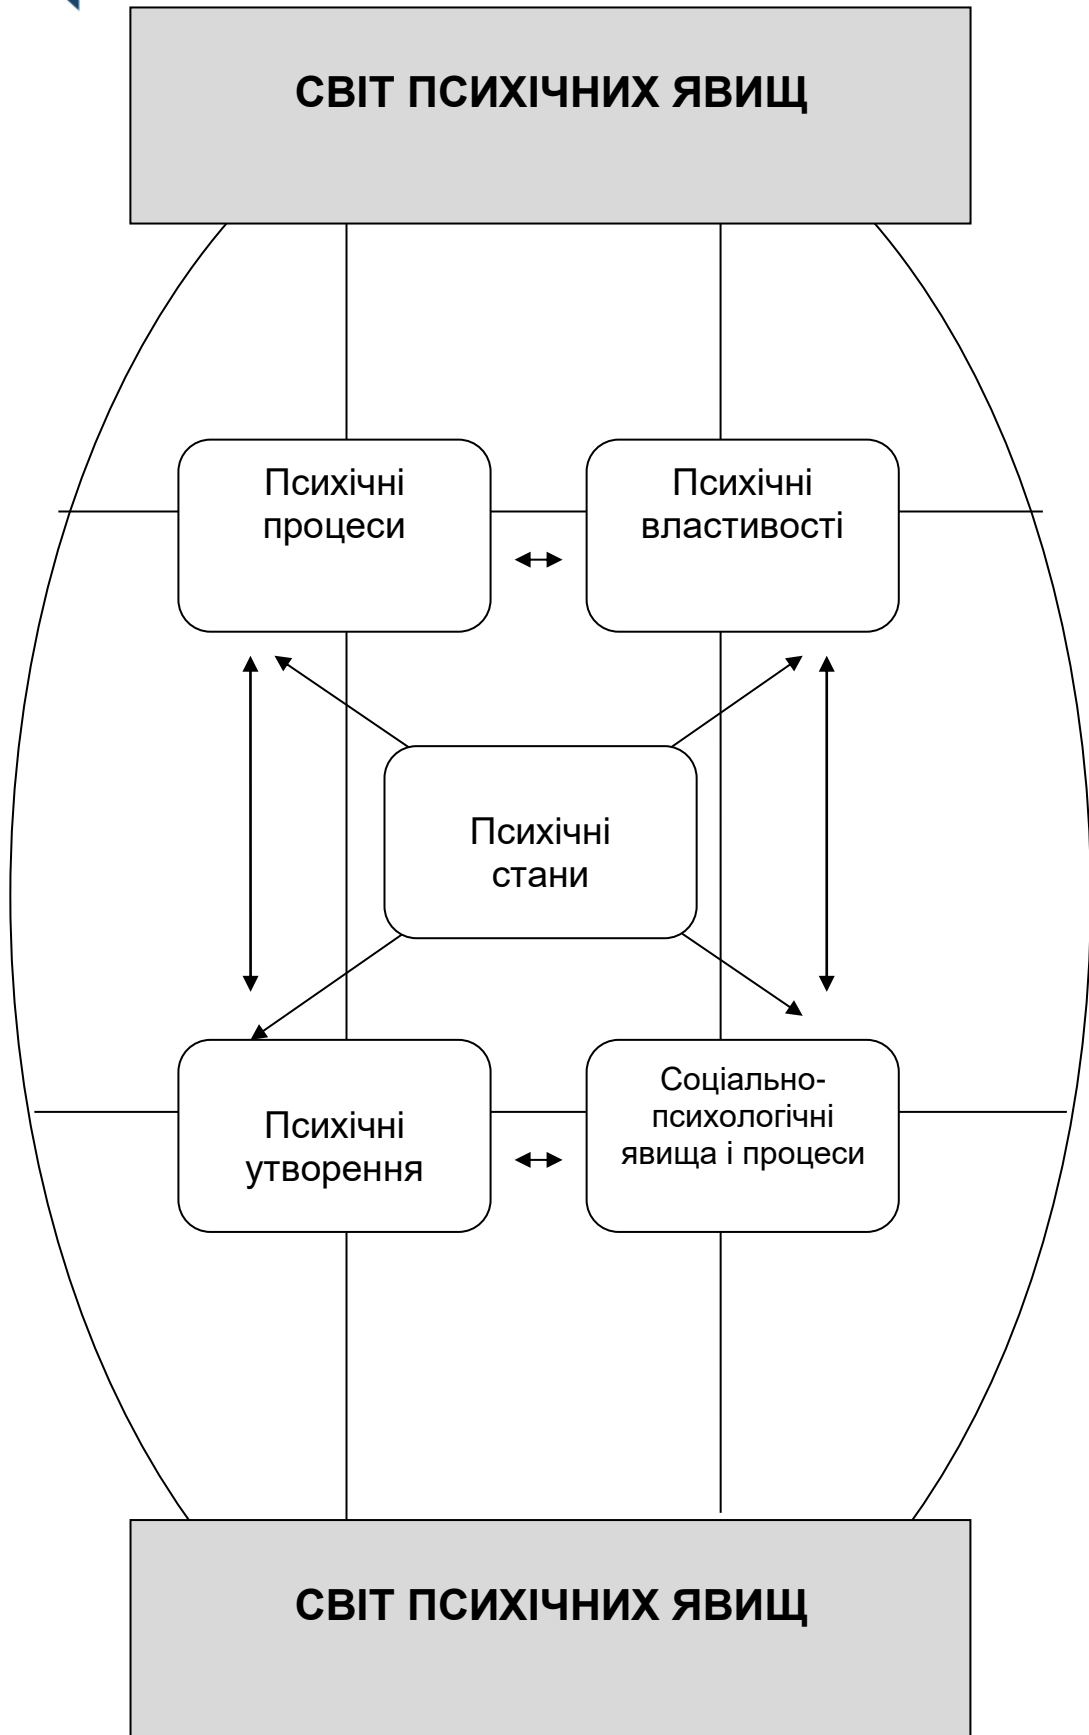 СВІТ ПСИХІЧНИХ ЯВИЩ
Психічні
процеси
Психічні
властивості
Психічні
стани
Психічні
утворення
Соціально-
психологічні
явища і процеси
СВІТ ПСИХІЧНИХ ЯВИЩ